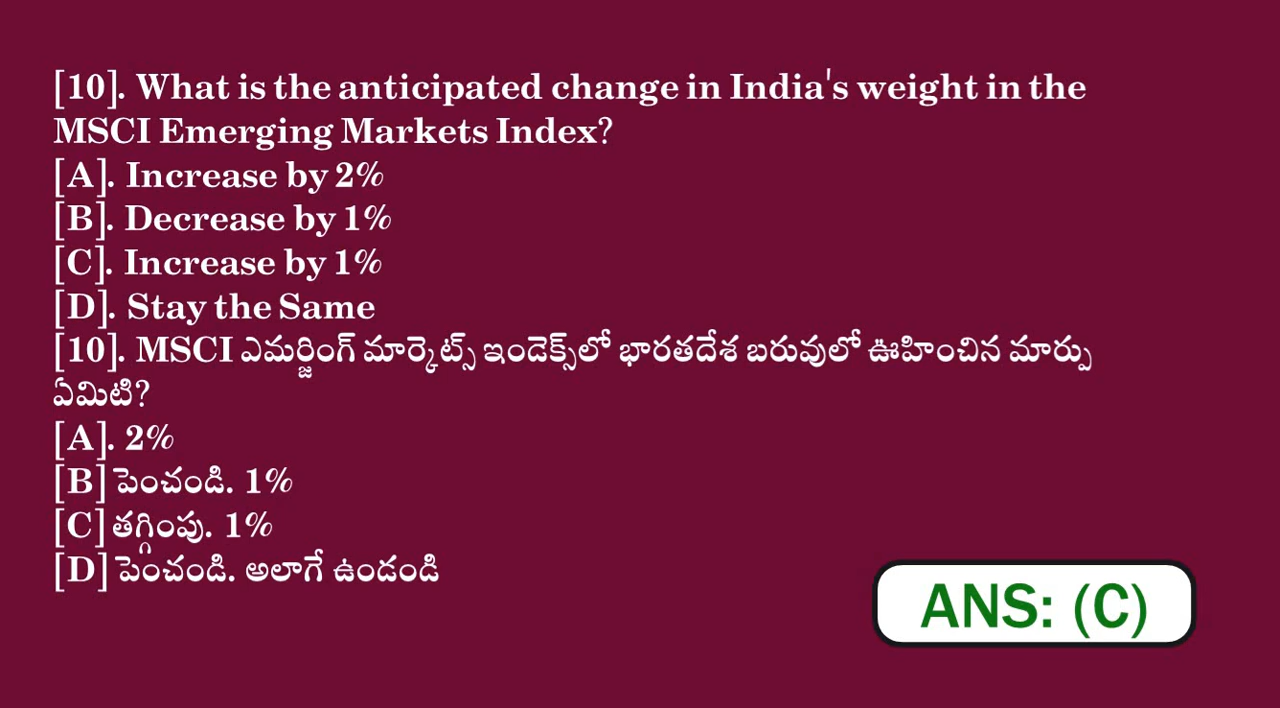 [10]. What is the anticipated change in India's weight in the
MSCI Emerging Markets Index?
[A]. Increase by 2%
[B]. Decrease by 1%
[C]. Increase by 1%
[D]. Stay the Same
[10]. MSCI ఎమర్జింగ్ మార్కెట్స్ ఇండెక్స్‌లో భారతదేశ బరువులో ఊహించిన మార్పు
ఏమిటి?
[A]. 2%
[B] పెంచండి. 1%
[C] తగ్గింపు. 1%
[D] పెంచండి. అలాగే ఉండండి
ANS: (C)